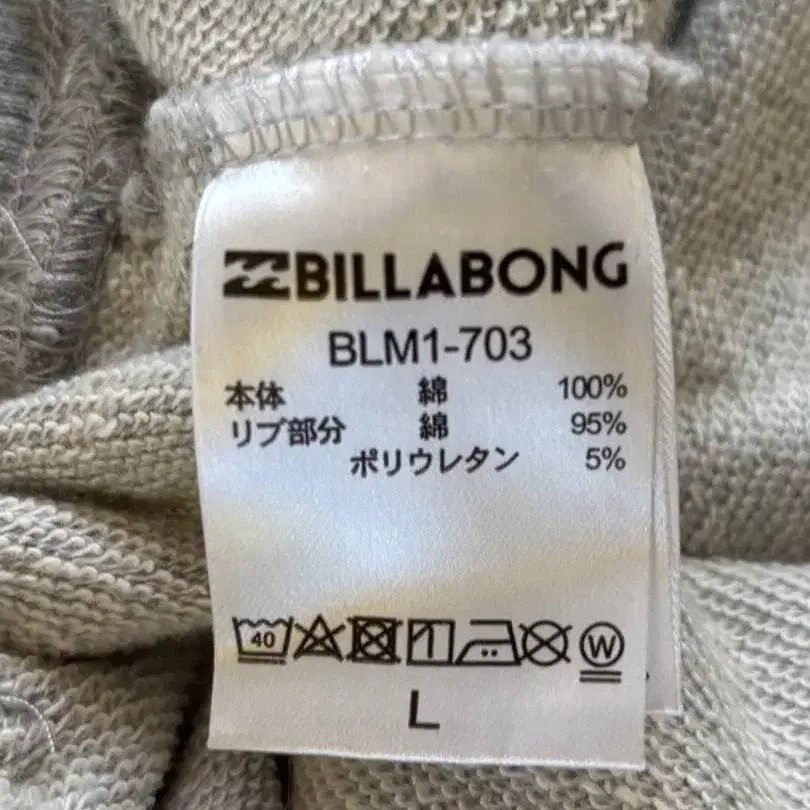 BILLABONG
BLM1-703
本体 綿 100%
リブ部分 綿 95%
ポリウレタン 5%
40 W
L